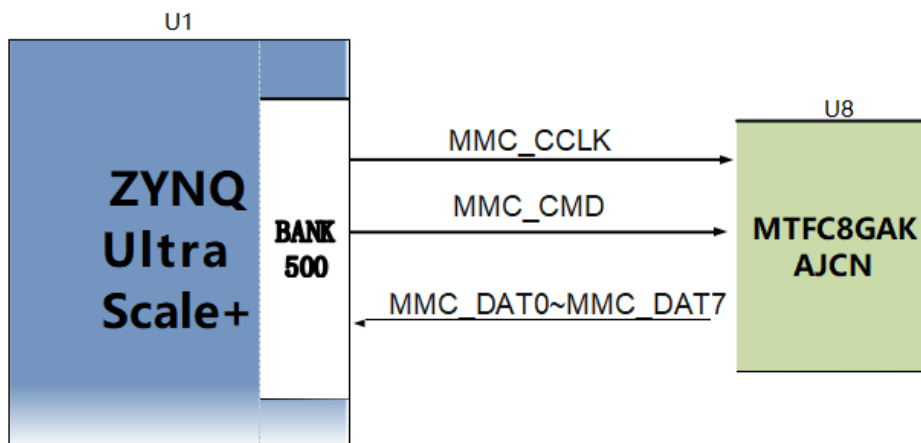 U1
U8
MMC_CCLK
ZYNQ
Ultra
Scale+
BANK
500
MMC_CMD
MTFC8GAK
AJCN
MMC_DAT0~MMC_DAT7